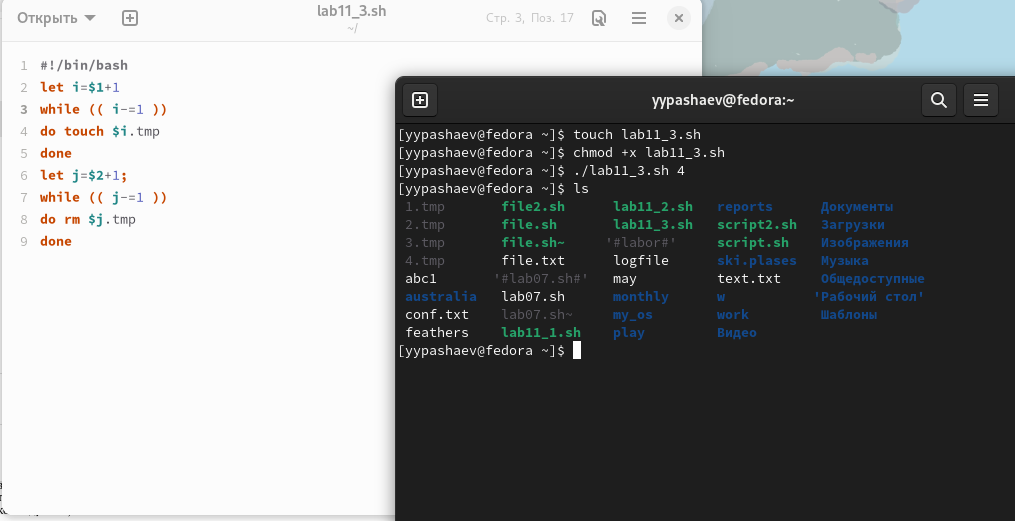 Открыть
lab11_3.sh
~/
Стр. 3, Поз. 17
1 #!/bin/bash
2 let i=$1+1
3 while (( i-=1 ))
4 do touch $i.tmp
5 done
6 let j=$2+1;
7 while (( j-=1 ))
8 do rm $j.tmp
9 done
yypashaev@fedora:~
[yypashaev@fedora ~]$ touch lab11_3.sh
[yypashaev@fedora ~]$ chmod +x lab11_3.sh
[yypashaev@fedora ~]$ ./lab11_3.sh 4
[yypashaev@fedora ~]$ ls
1.tmp file2.sh lab11_2.sh reports Документы
2.tmp file.sh lab11_3.sh script2.sh Загрузки
3.tmp file.sh~ '#labor#' script.sh Изображения
4.tmp file.txt logfile ski.plases Музыка
abc1 '#lab07.sh#' may text.txt Общедоступные
australia lab07.sh monthly w 'Рабочий стол'
conf.txt lab07.sh~ my_os work Шаблоны
feathers lab11_1.sh play Видео
[yypashaev@fedora ~]$